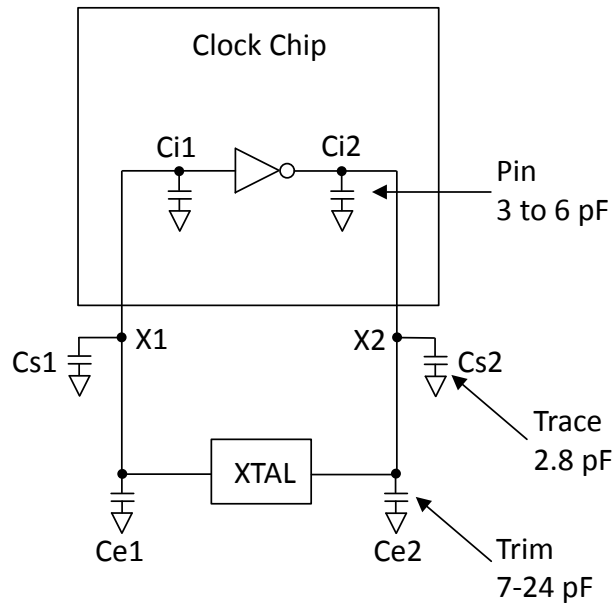 Clock Chip
Ci1
Ci2
Pin
3 to 6 pF
X1
X2
Cs1
Cs2
Trace
2.8 pF
XTAL
Ce1
Ce2
Trim
7-24 pF